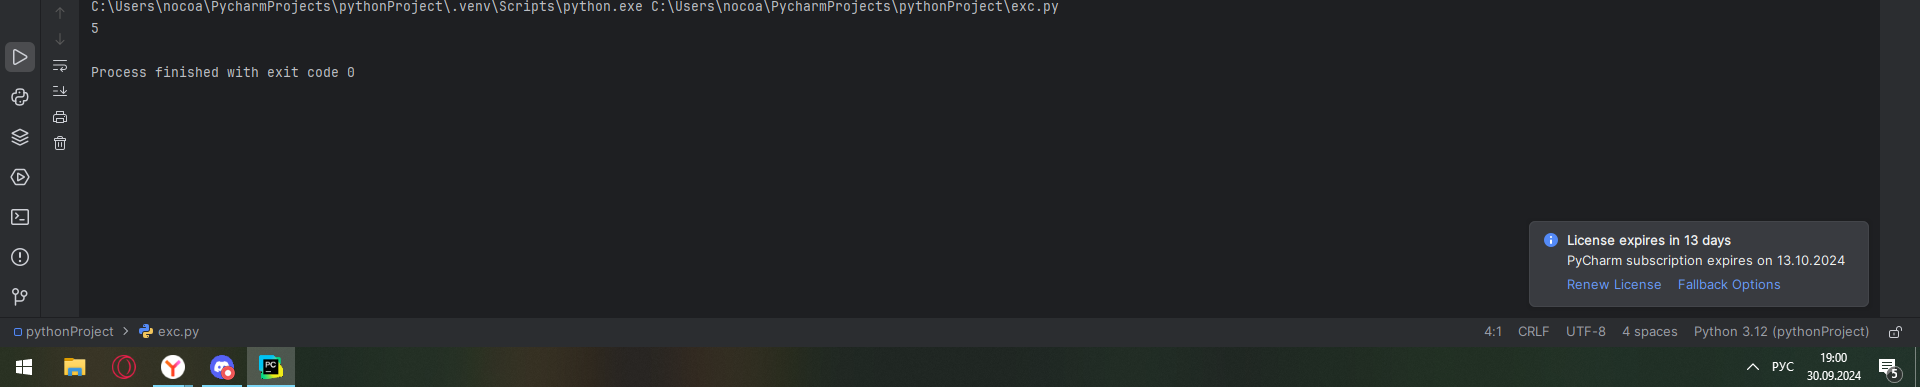 C:\Users\nocoa\PycharmProjects\pythonProject\.venv\Scripts\python.exe C:\Users\nocoa\PycharmProjects\pythonProject\exc.py
5
Process finished with exit code 0
License expires in 13 days
PyCharm subscription expires on 13.10.2024
Renew License Fallback Options
pythonProject > exc.py 4:1 CRLF UTF-8 4 spaces Python 3.12 (pythonProject)
PC РУС 19:00
30.09.2024 5